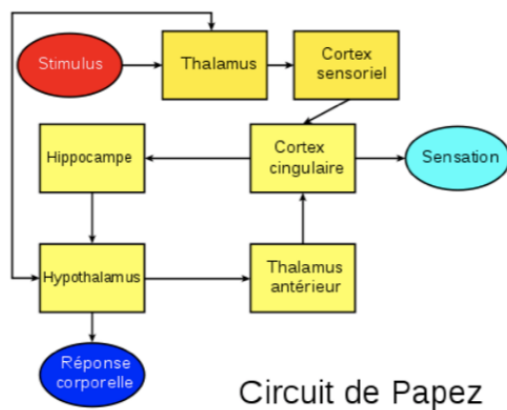 Stimulus
Thalamus
Cortex
sensoriel
Hippocampe
Cortex
cingulaire
Sensation
Hypothalamus
Thalamus
antérieur
Réponse
corporelle
Circuit de Papez